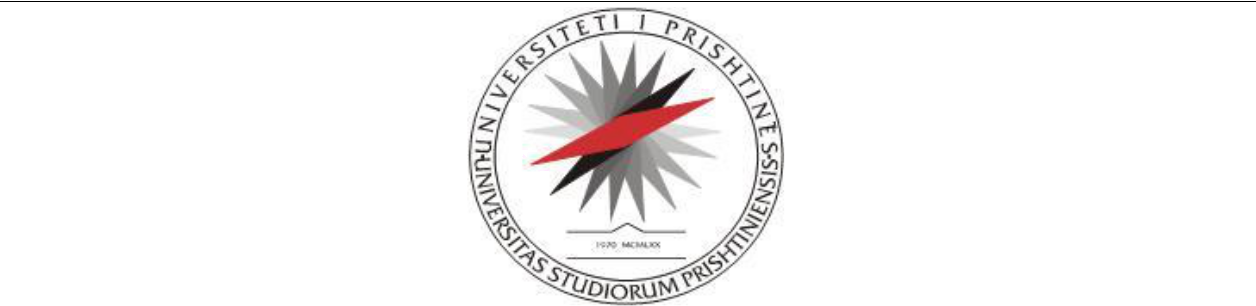 UNIVERSITETI I PRISHTINËS
UNIVERSITAS STUDIORUM PRISHTINIENSIS
1970 MCMLXX